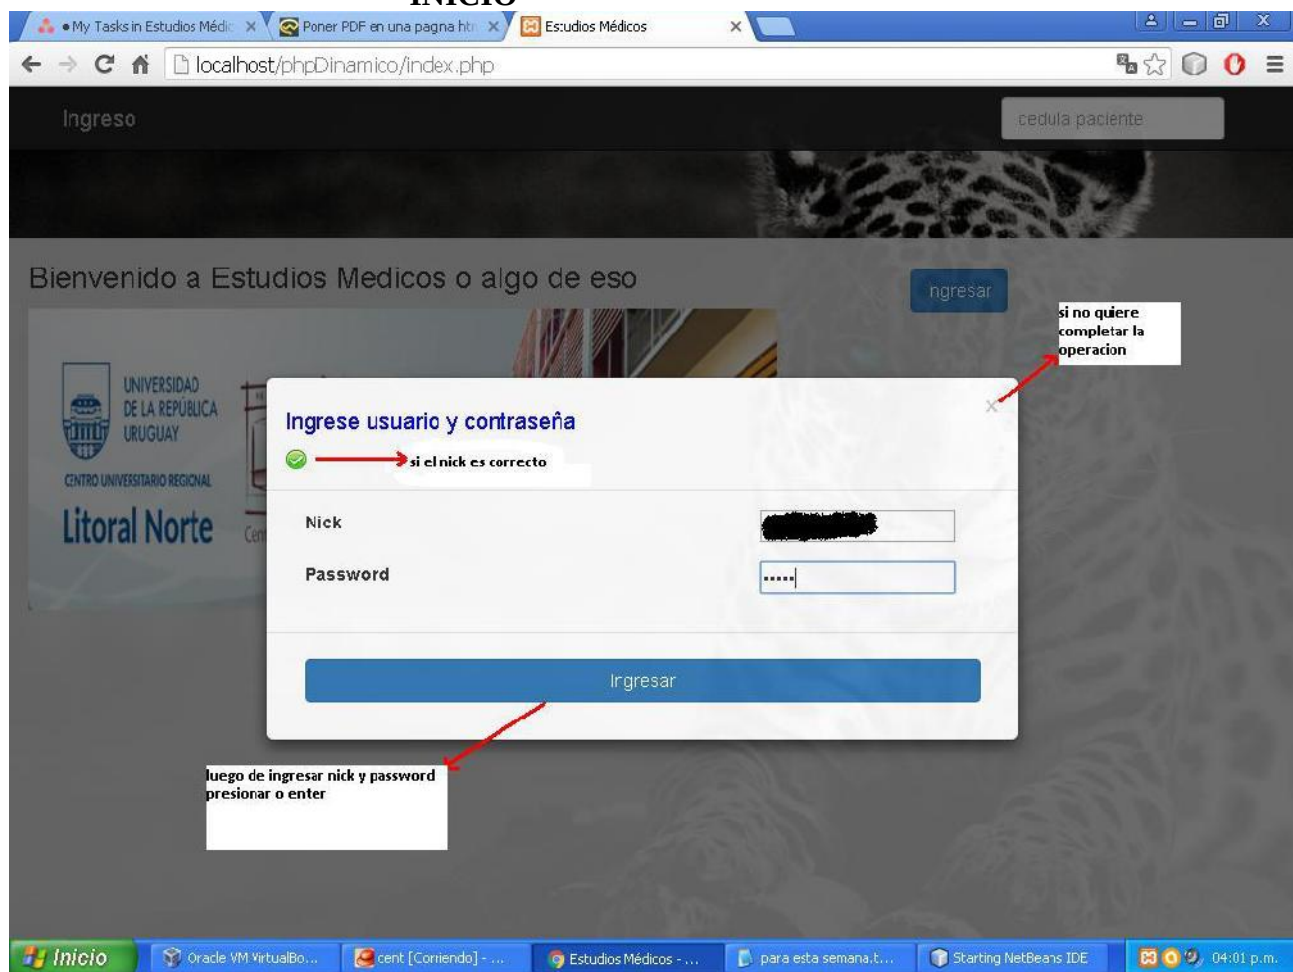 INICIO
My Tasks in Estudios Médic
Poner PDF en una pagna htm
Estudios Médicos
localhost/phpDinamico/index.php
Ingreso
cedula paciente
Bienvenido a Estudios Medicos o algo de eso
ngresar
si no quiere
completar la
operacion
UNIVERSIDAD
DE LA REPÚBLICA
URUGUAY
CENTRO UNIVERSITARIO REGIONAL
Litoral Norte
Cen
Ingrese usuario y contraseña
si el nick es correcto
Nick
Password
Ingresar
luego de ingresar nick y password
presionar o enter
Inicio
Oracle VM VirtualBo...
cent [Corriendo] - ...
Estudios Médicos - ...
para esta semana.t...
Starting NetBeans IDE
04:01 p.m.